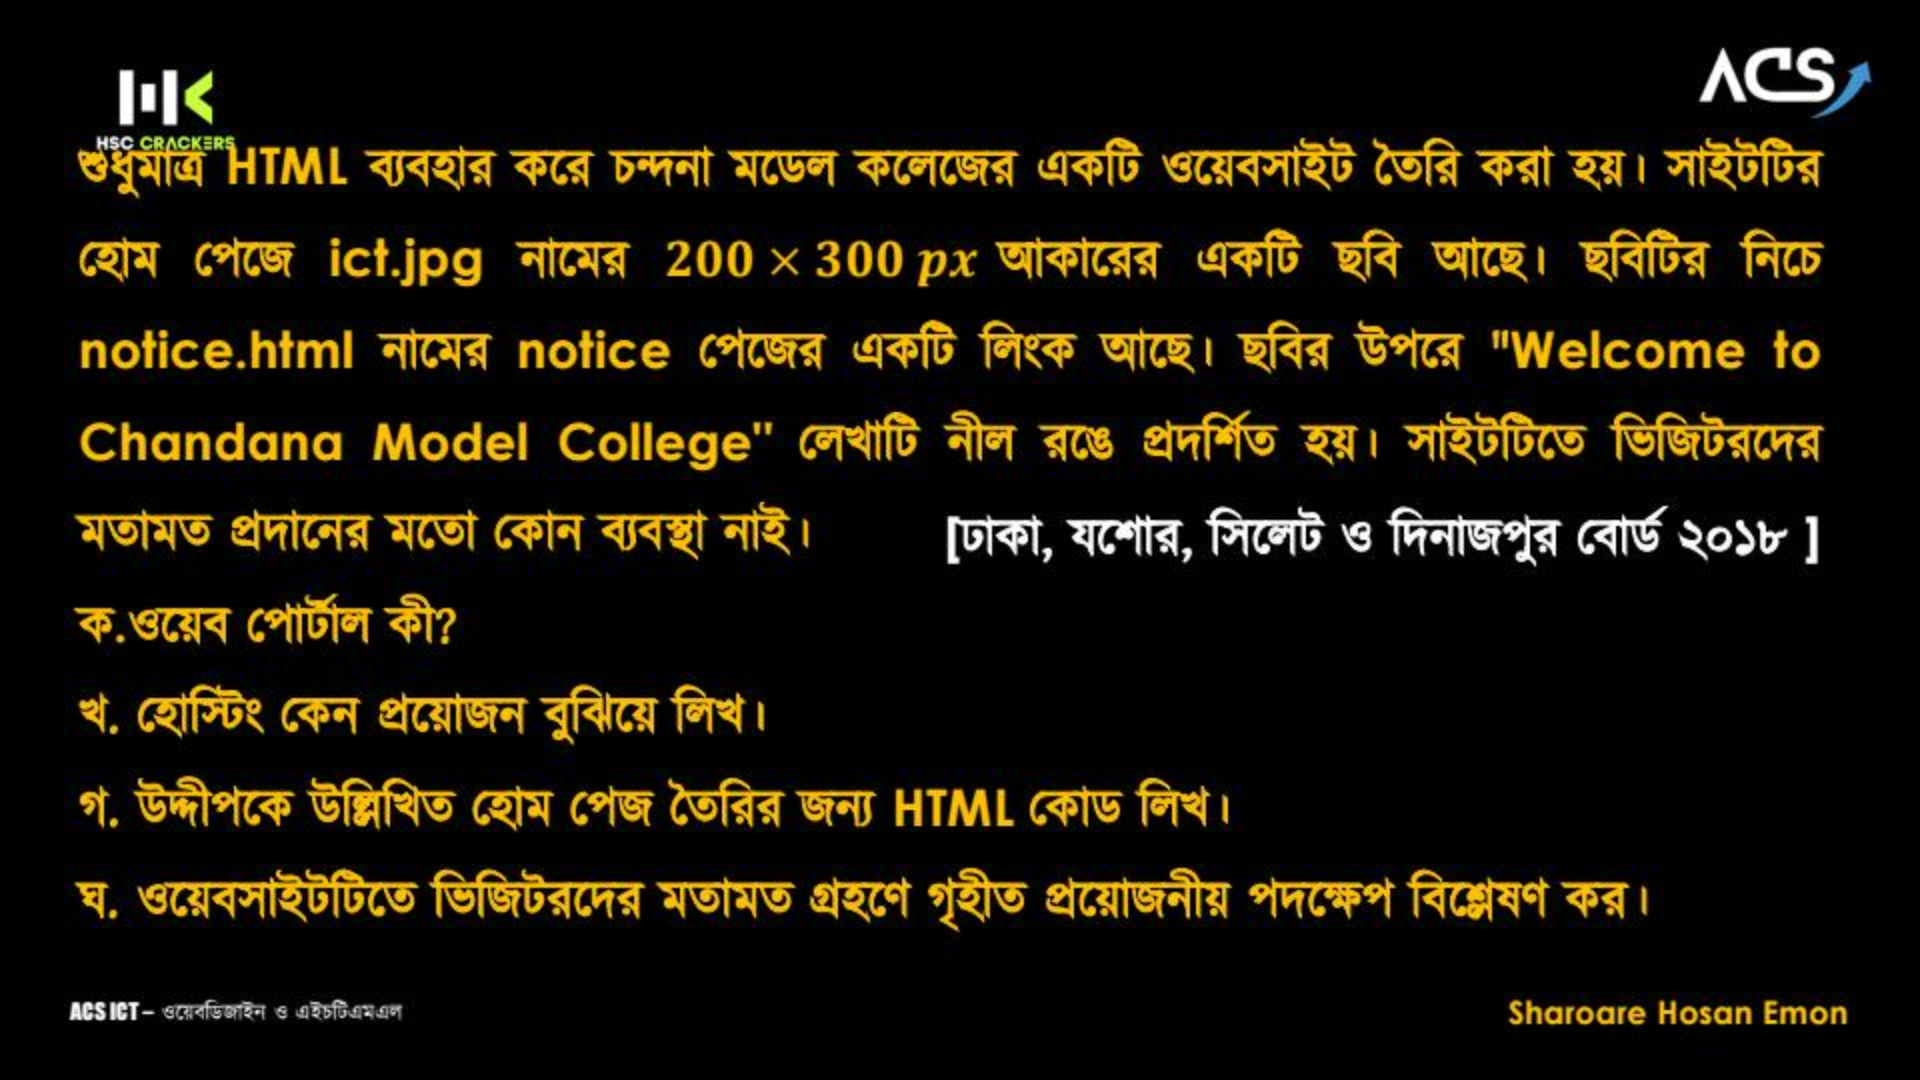 ACS
HSC CRACKERS
শুধুমাত্র HTML ব্যবহার করে চন্দনা মডেল কলেজের একটি ওয়েবসাইট তৈরি করা হয়। সাইটটির
হোম পেজে ict.jpg নামের 200 × 300 px আকারের একটি ছবি আছে। ছবিটির নিচে
notice.html নামের notice পেজের একটি লিংক আছে। ছবির উপরে "Welcome to
Chandana Model College" লেখাটি নীল রঙে প্রদর্শিত হয়। সাইটটিতে ভিজিটরদের
মতামত প্রদানের মতো কোন ব্যবস্থা নাই। [ঢাকা, যশোর, সিলেট ও দিনাজপুর বোর্ড ২০১৮ ]
ক.ওয়েব পোর্টাল কী?
খ. হোস্টিং কেন প্রয়োজন বুঝিয়ে লিখ।
গ. উদ্দীপকে উল্লিখিত হোম পেজ তৈরির জন্য HTML কোড লিখ।
ঘ. ওয়েবসাইটটিতে ভিজিটরদের মতামত গ্রহণে গৃহীত প্রয়োজনীয় পদক্ষেপ বিশ্লেষণ কর।
ACS ICT – ওয়েবডিজাইন ও এইচটিএমএল
Sharoare Hosan Emon